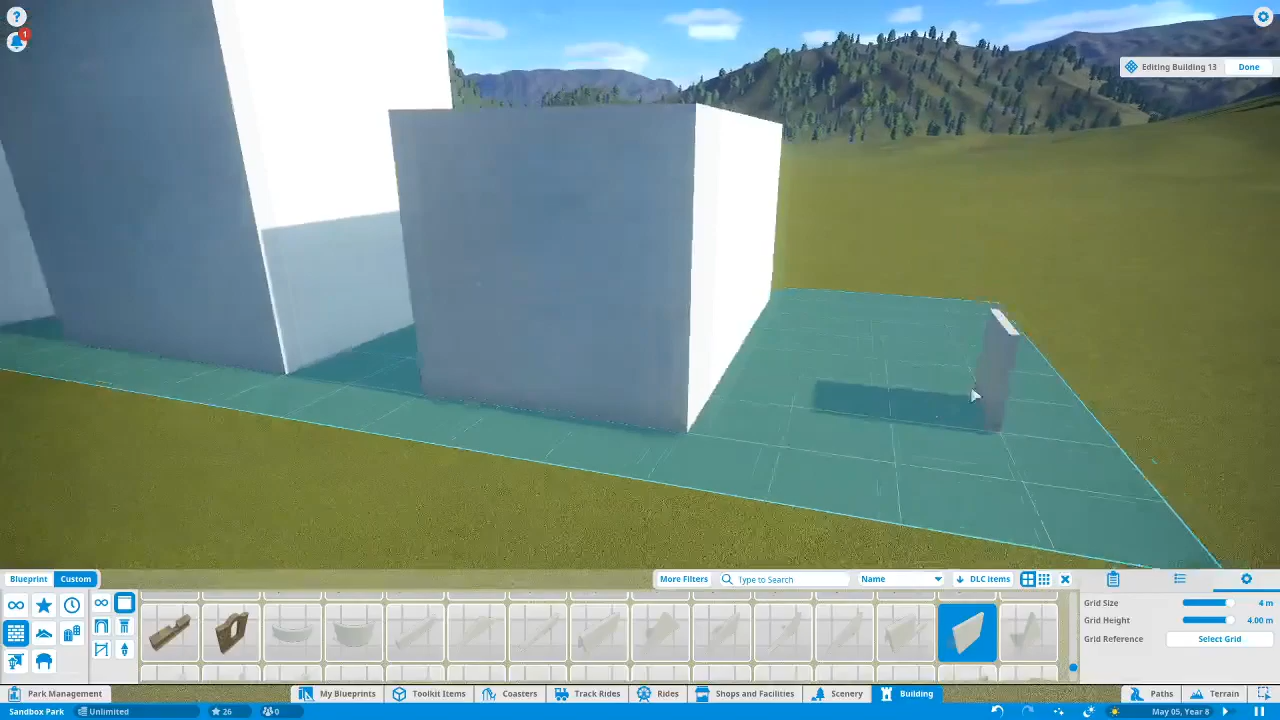 ?
1
Editing Building 13 Done
Blueprint Custom More Filters Type to Search Name DLC items
Grid Size 4 m
Grid Height 4.00 m
Grid Reference Select Grid
Park Management My Blueprints Toolkit Items Coasters Track Rides Rides Shops and Facilities Scenery Building Paths Terrain
Sandbox Park Unlimited 26 0 May 05, Year 8